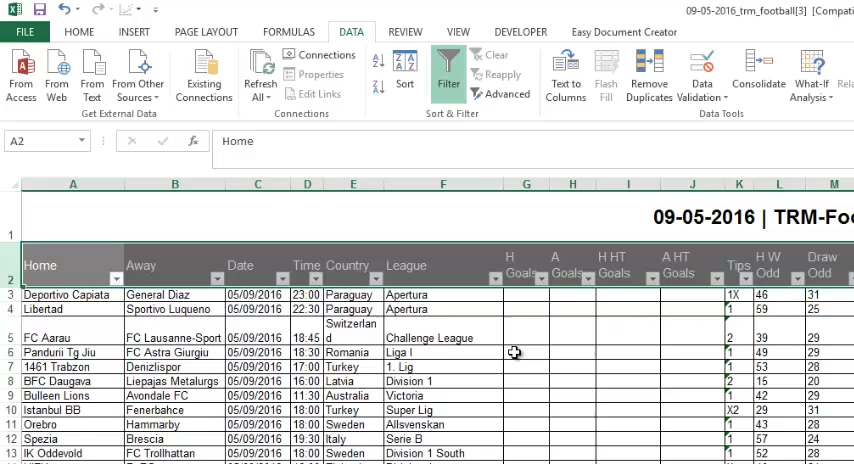 09-05-2016_trm_football[3] [Compati
FILE HOME INSERT PAGE LAYOUT FORMULAS DATA REVIEW VIEW DEVELOPER Easy Document Creator
From Access
From Web
From Text
From Other Sources
Existing Connections
Get External Data
Refresh All
Connections
Properties
Edit Links
Connections
Sort
Filter
Clear
Reapply
Advanced
Sort & Filter
Text to Columns
Flash Fill
Remove Duplicates
Data Validation
Consolidate
What-If Analysis
Rela
Data Tools
A2 fx Home
A B C D E F G H I J K L M
1 09-05-2016 | TRM-Foo
2 Home Away Date Time Country League H Goals A Goals H HT Goals A HT Goals Tips H W Odd Draw Odd
3 Deportivo Capiata General Diaz 05/09/2016 23:00 Paraguay Apertura 1X 46 31
4 Libertad Sportivo Luqueno 05/09/2016 22:30 Paraguay Apertura 1 59 25
5 FC Aarau FC Lausanne-Sport 05/09/2016 18:45 Switzerland Challenge League 2 39 29
6 Pandurii Tg Jiu FC Astra Giurgiu 05/09/2016 18:30 Romania Liga I 1 49 29
7 1461 Trabzon Denizlispor 05/09/2016 17:00 Turkey 1. Lig 1 53 28
8 BFC Daugava Liepajas Metalurgs 05/09/2016 16:00 Latvia Division 1 2 15 20
9 Bulleen Lions Avondale FC 05/09/2016 11:30 Australia Victoria 1 42 29
10 Istanbul BB Fenerbahce 05/09/2016 18:00 Turkey Super Lig X2 29 31
11 Orebro Hammarby 05/09/2016 18:00 Sweden Allsvenskan 1 43 28
12 Spezia Brescia 05/09/2016 19:30 Italy Serie B 1 57 24
13 IK Oddevold FC Trollhattan 05/09/2016 18:00 Sweden Division 1 South 1 52 28